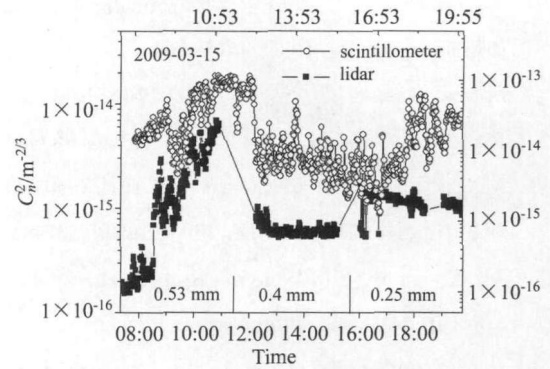 10:53 13:53 16:53 19:55
2009-03-15
scintillometer
lidar
1×10⁻¹³
1×10⁻¹⁴
1×10⁻¹⁴
C²ₙ/m⁻²ᐟ³
1×10⁻¹⁵
1×10⁻¹⁵
1×10⁻¹⁶
1×10⁻¹⁶
0.53 mm 0.4 mm 0.25 mm
08:00 10:00 12:00 14:00 16:00 18:00
Time